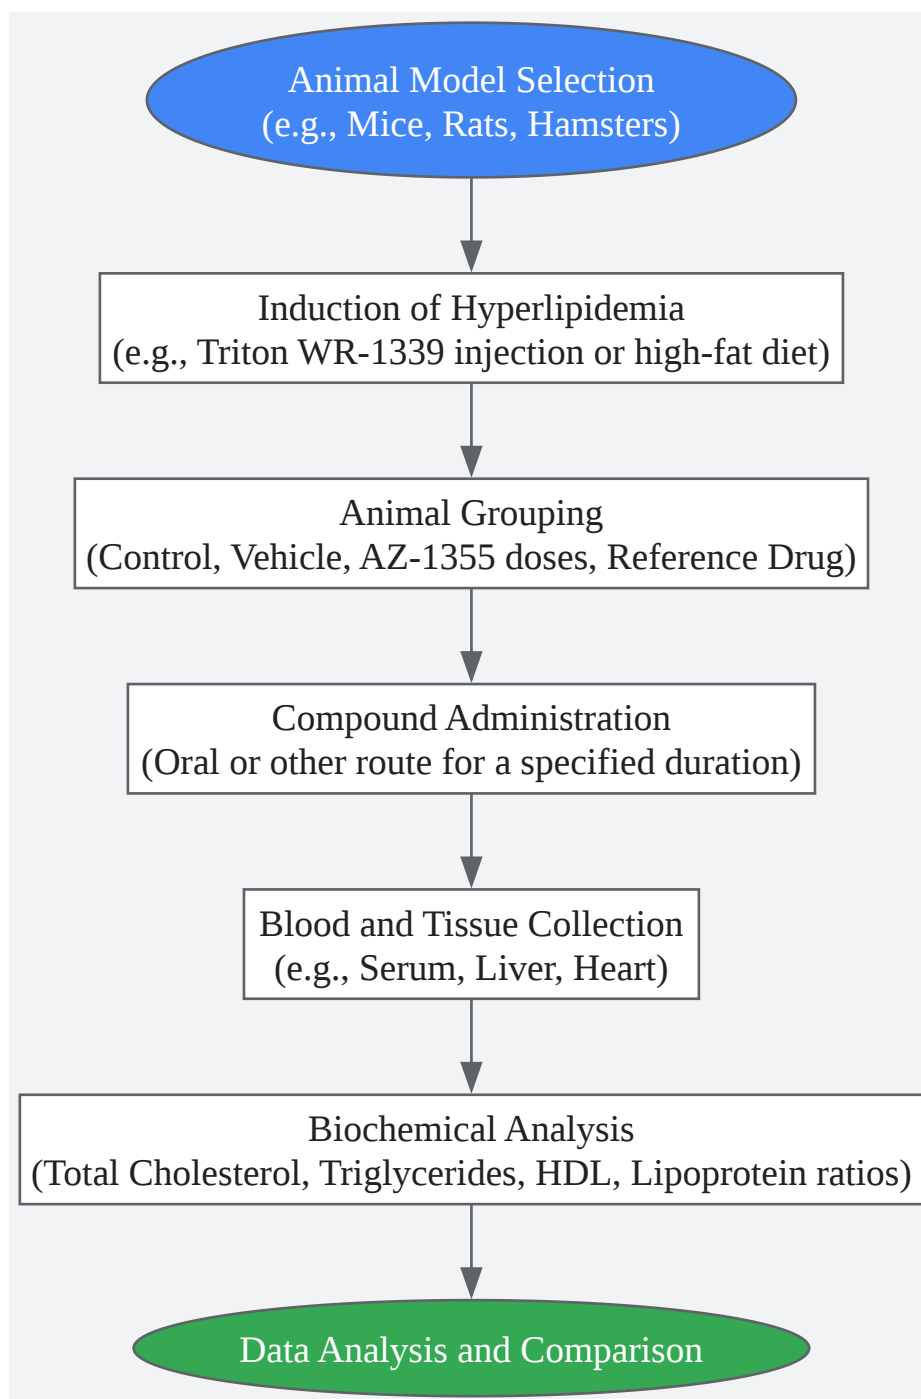 Animal Model Selection
(e.g., Mice, Rats, Hamsters)
Induction of Hyperlipidemia
(e.g., Triton WR-1339 injection or high-fat diet)
Animal Grouping
(Control, Vehicle, AZ-1355 doses, Reference Drug)
Compound Administration
(Oral or other route for a specified duration)
Blood and Tissue Collection
(e.g., Serum, Liver, Heart)
Biochemical Analysis
(Total Cholesterol, Triglycerides, HDL, Lipoprotein ratios)
Data Analysis and Comparison